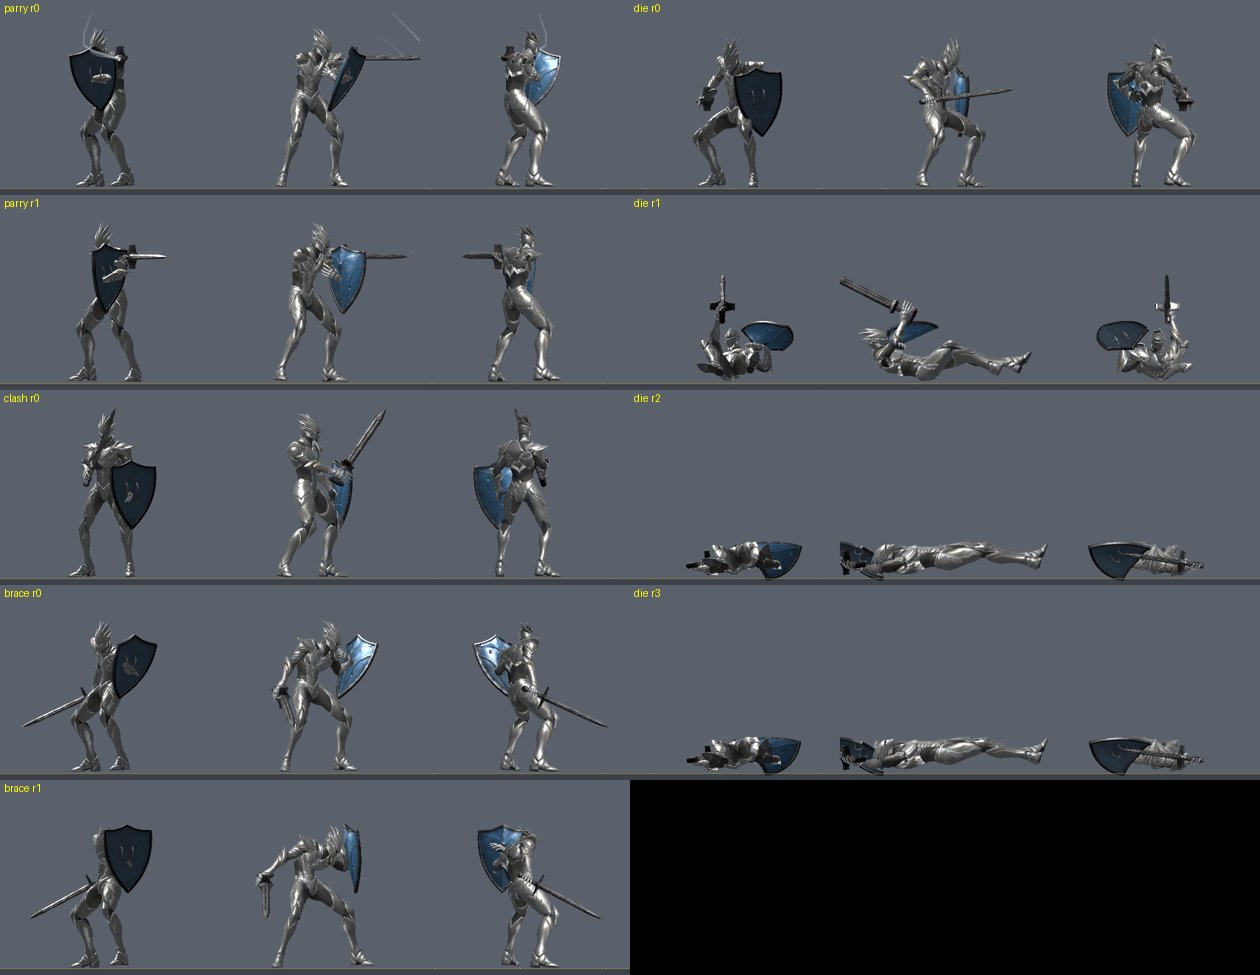 parry r0
die r0
parry r1
die r1
clash r0
die r2
brace r0
die r3
brace r1